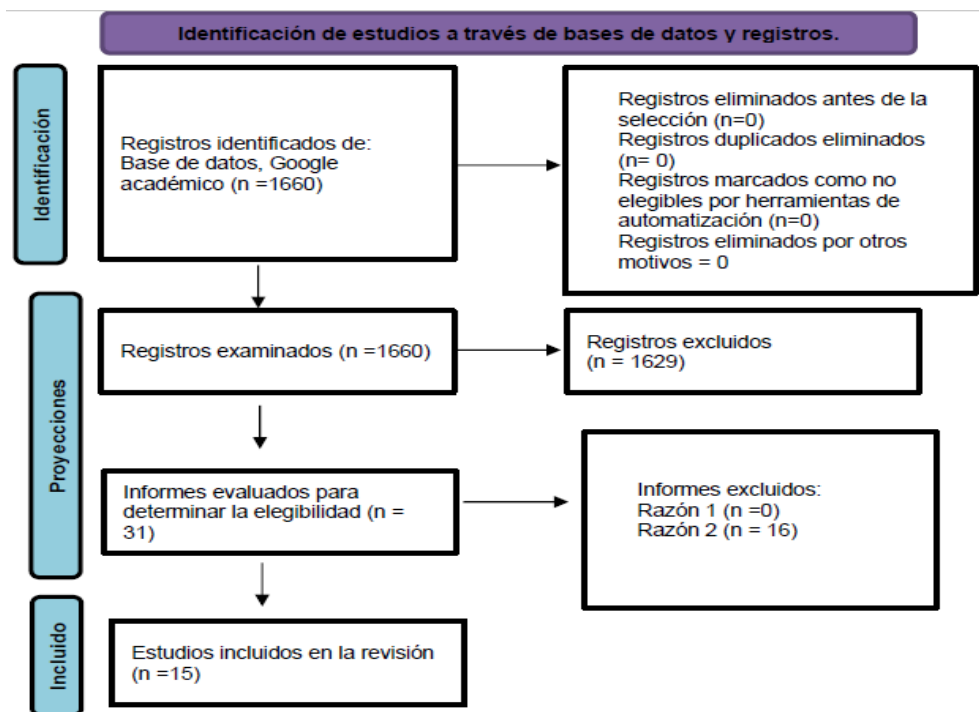 Identificación de estudios a través de bases de datos y registros.
Identificación
Registros identificados de:
Base de datos, Google
académico (n =1660)
Registros eliminados antes de la
selección (n=0)
Registros duplicados eliminados
(n= 0)
Registros marcados como no
elegibles por herramientas de
automatización (n=0)
Registros eliminados por otros
motivos = 0
Proyecciones
Registros examinados (n =1660)
Registros excluidos
(n = 1629)
Informes evaluados para
determinar la elegibilidad (n =
31)
Informes excluidos:
Razón 1 (n =0)
Razón 2 (n = 16)
Incluido
Estudios incluidos en la revisión
(n =15)